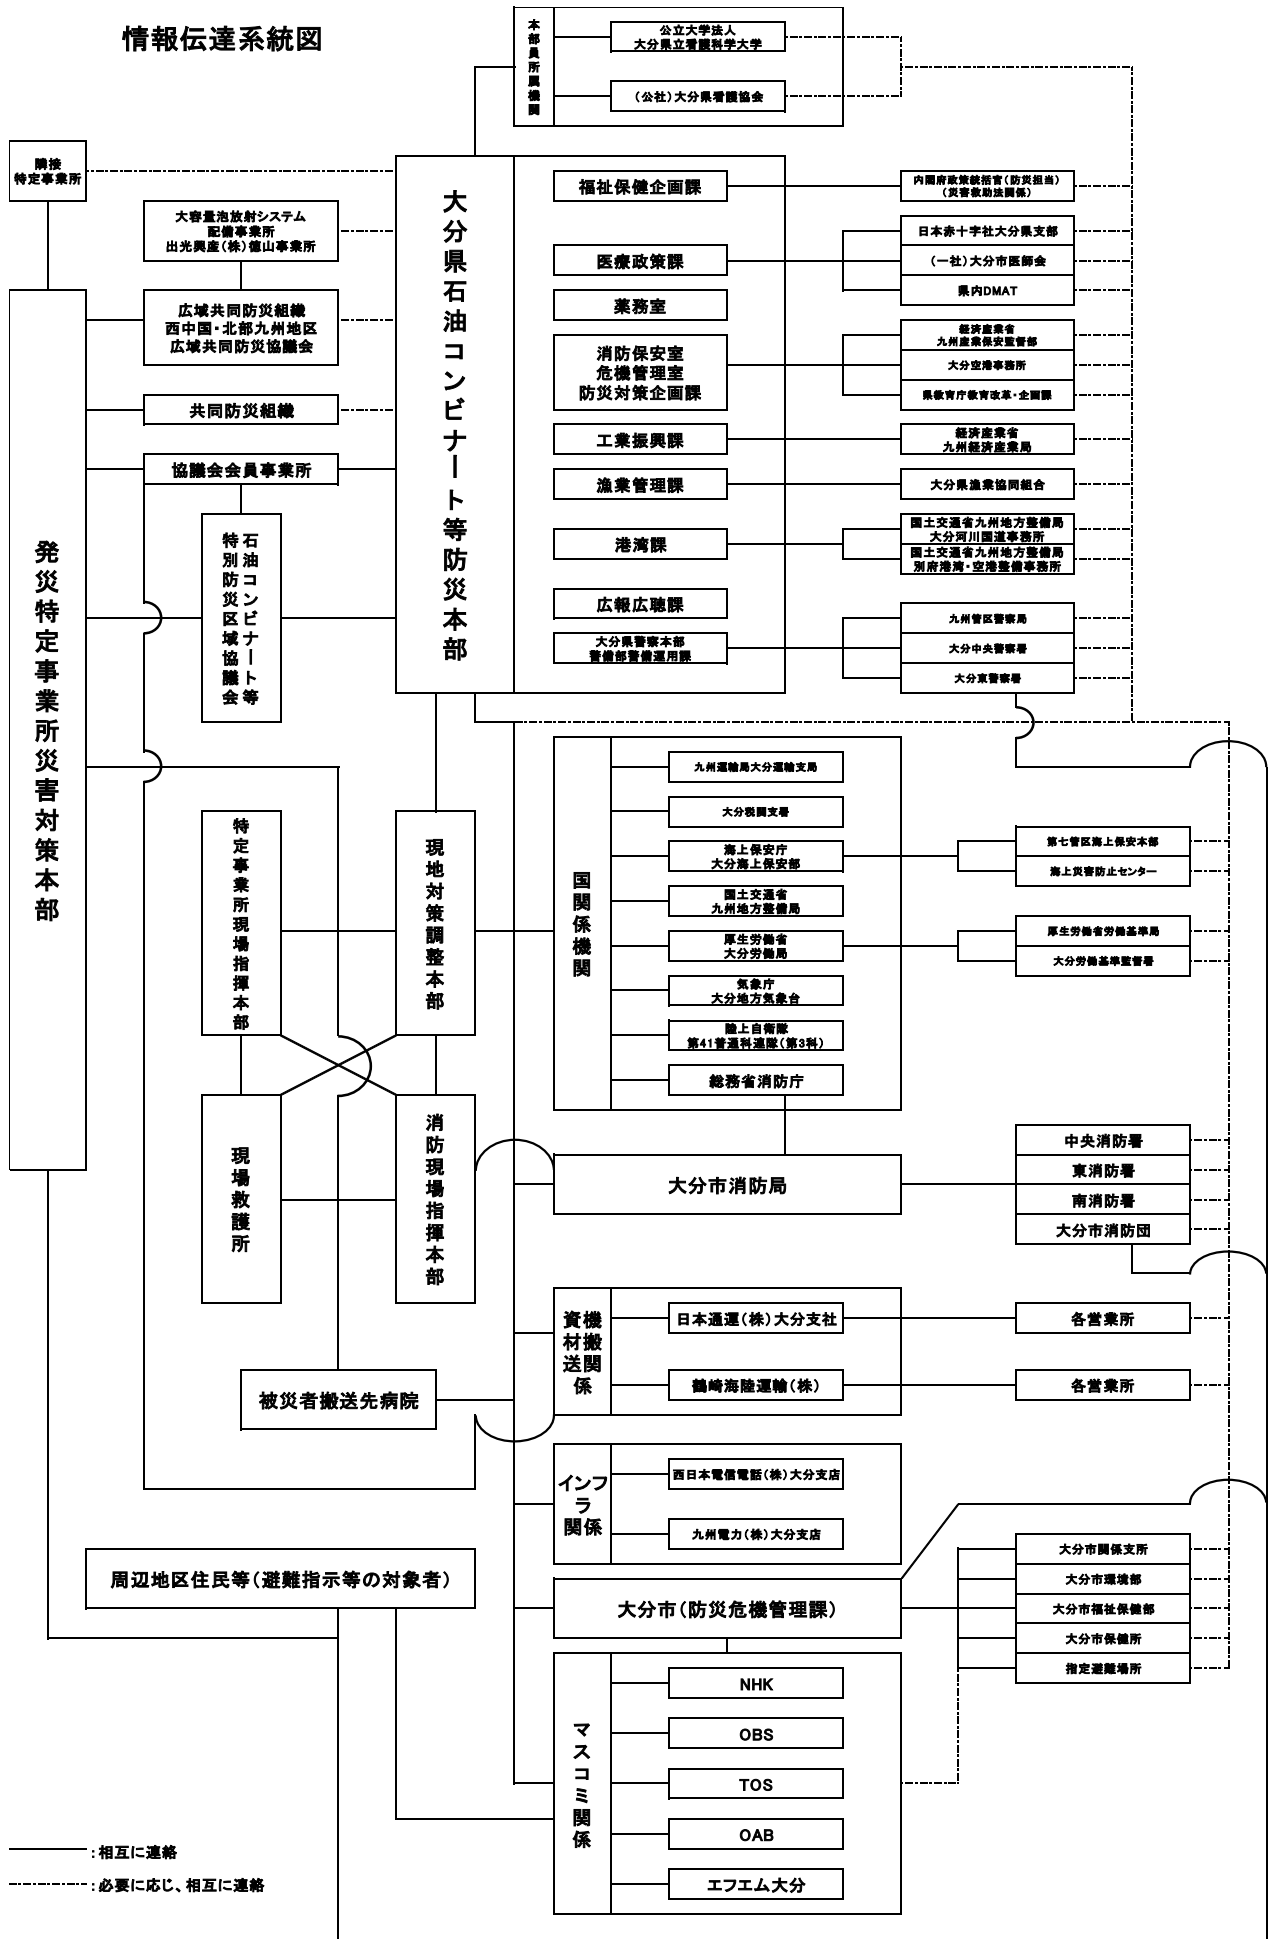 情報伝達系統図
本部員所属機関
公立大学法人
大分県立看護科学大学
(公社)大分県看護協会
隣接
特定事業所
大容量泡放射システム
配備事業所
出光興産(株)徳山事業所
広域共同防災組織
西中国・北部九州地区
広域共同防災協議会
共同防災組織
協議会会員事業所
石油コンビナート等
特別防災区域協議会
発災特定事業所災害対策本部
大分県石油コンビナート等防災本部
福祉保健企画課
医療政策課
薬務室
消防保安室
危機管理室
防災対策企画課
工業振興課
漁業管理課
港湾課
広報広聴課
大分県警察本部
警備部警備運用課
内閣府政策統括官(防災担当)
(災害救助法関係)
日本赤十字社大分県支部
(一社)大分市医師会
県内DMAT
経済産業省
九州産業保安監督部
大分空港事務所
県教育庁教育改革・企画課
経済産業省
九州経済産業局
大分県漁業協同組合
国土交通省九州地方整備局
大分河川国道事務所
国土交通省九州地方整備局
別府港湾・空港整備事務所
九州管区警察局
大分中央警察署
大分東警察署
特定事業所現場指揮本部
現地対策調整本部
現場救護所
消防現場指揮本部
国関係機関
九州運輸局大分運輸支局
大分税関支署
海上保安庁
大分海上保安部
国土交通省
九州地方整備局
厚生労働省
大分労働局
気象庁
大分地方気象台
陸上自衛隊
第41普通科連隊(第3科)
総務省消防庁
第七管区海上保安本部
海上災害防止センター
厚生労働省労働基準局
大分労働基準監督署
大分市消防局
中央消防署
東消防署
南消防署
大分市消防団
資機
材搬
送関
係
日本通運(株)大分支社
鶴崎海陸運輸(株)
各営業所
各営業所
被災者搬送先病院
インフ
ラ
関係
西日本電信電話(株)大分支店
九州電力(株)大分支店
周辺地区住民等(避難指示等の対象者)
大分市(防災危機管理課)
大分市関係支所
大分市環境部
大分市福祉保健部
大分市保健所
指定避難場所
マスコミ関係
NHK
OBS
TOS
OAB
エフエム大分
:相互に連絡
:必要に応じ、相互に連絡